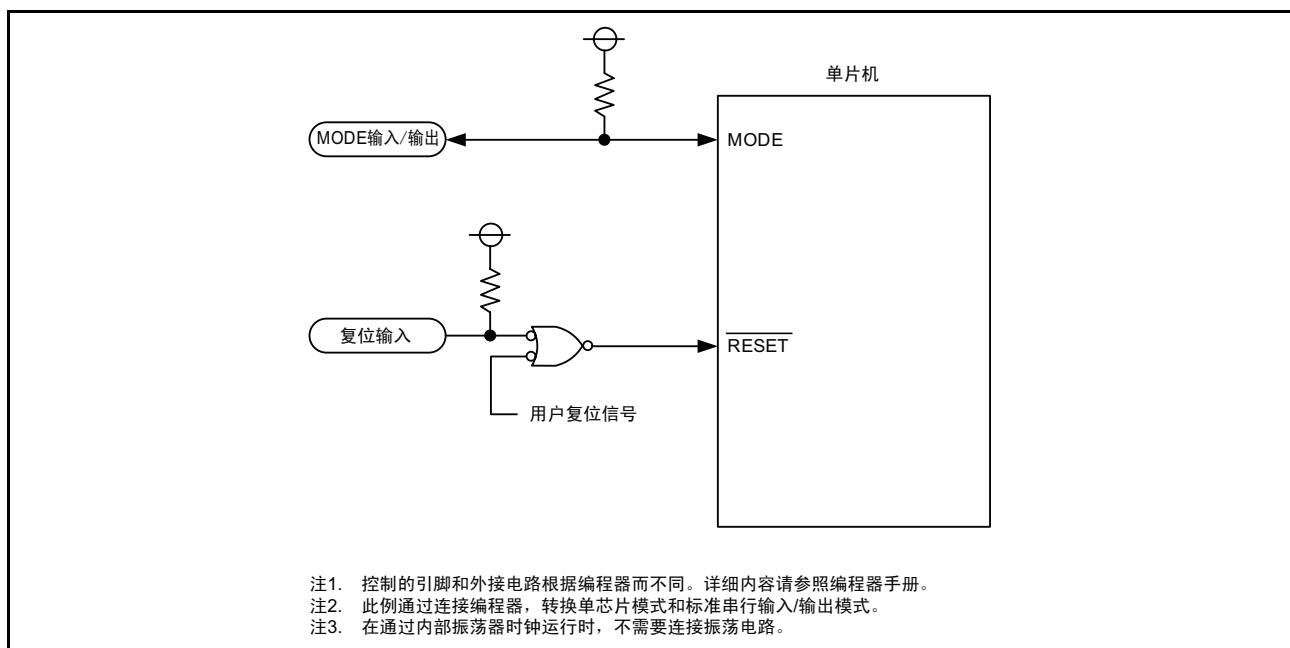 单片机
MODE输入/输出
MODE
复位输入
RESET
用户复位信号
注1. 控制的引脚和外接电路根据编程器而不同。详细内容请参照编程器手册。
注2. 此例通过连接编程器，转换单芯片模式和标准串行输入/输出模式。
注3. 在通过内部振荡器时钟运行时，不需要连接振荡电路。